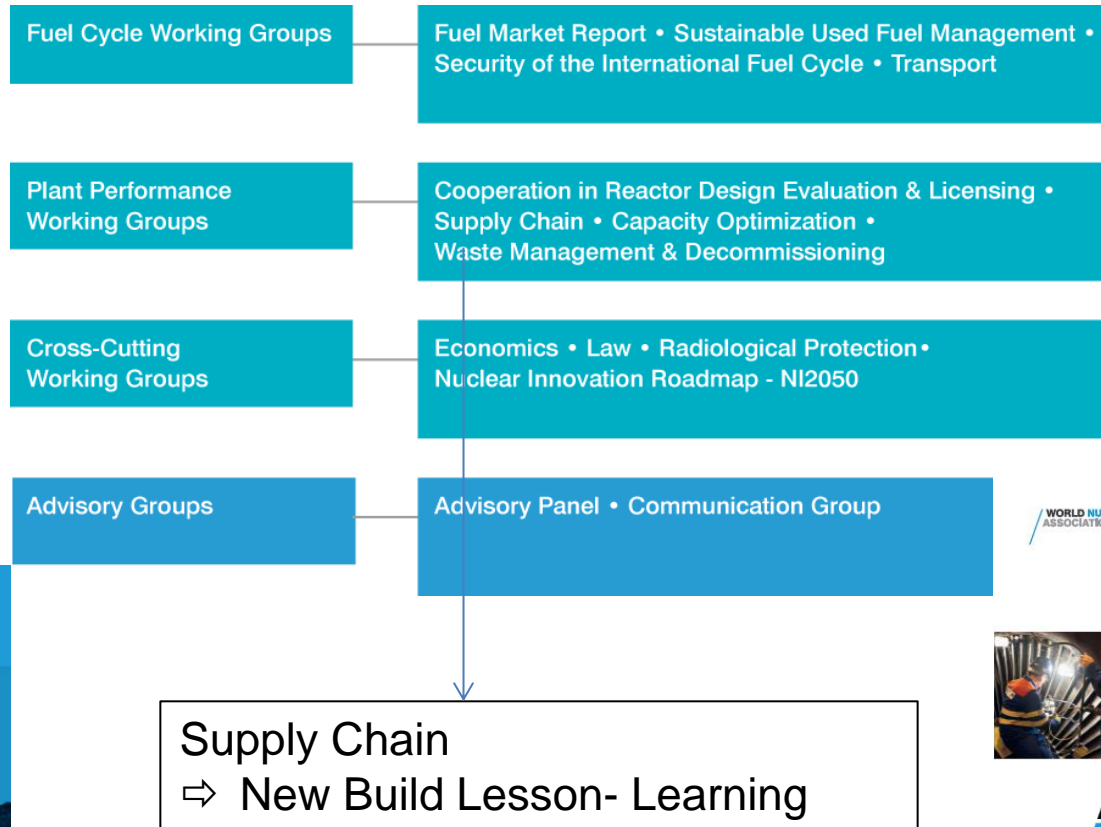 Fuel Cycle Working Groups
Fuel Market Report • Sustainable Used Fuel Management •
Security of the International Fuel Cycle • Transport
Plant Performance
Working Groups
Cooperation in Reactor Design Evaluation & Licensing •
Supply Chain • Capacity Optimization •
Waste Management & Decommissioning
Cross-Cutting
Working Groups
Economics • Law • Radiological Protection•
Nuclear Innovation Roadmap - NI2050
Advisory Groups
Advisory Panel • Communication Group
WORLD NU
Supply Chain
⇨ New Build Lesson- Learning